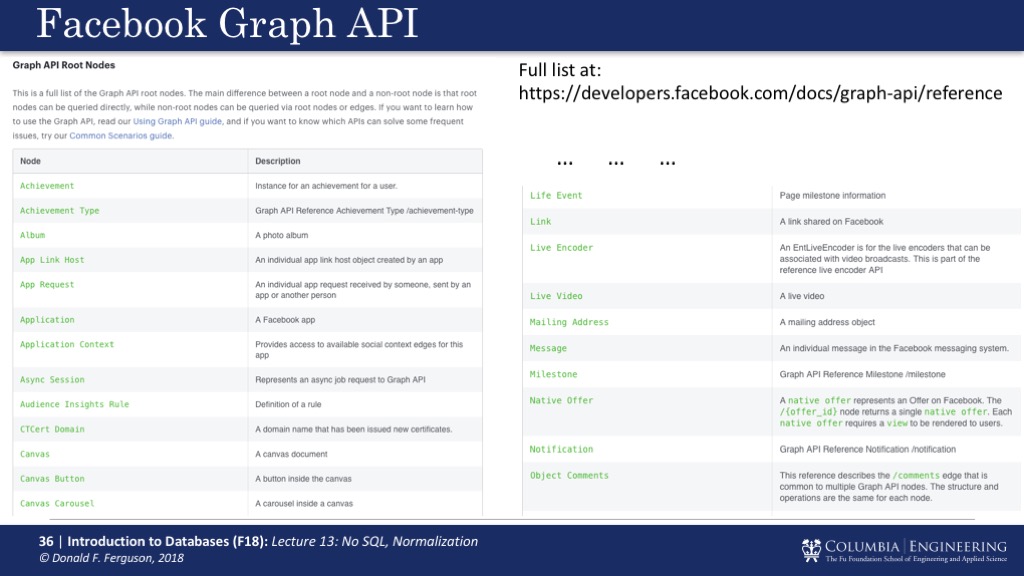 Facebook Graph API
Graph API Root Nodes
This is a full list of the Graph API root nodes. The main difference between a root node and a non-root node is that root
nodes can be queried directly, while non-root nodes can be queried via root nodes or edges. If you want to learn how
to use the Graph API, read our Using Graph API guide, and if you want to know which APIs can solve some frequent
issues, try our Common Scenarios guide.
Node Description
Achievement Instance for an achievement for a user.
Achievement Type Graph API Reference Achievement Type /achievement-type
Album A photo album
App Link Host An individual app link host object created by an app
App Request An individual app request received by someone, sent by an
app or another person
Application A Facebook app
Application Context Provides access to available social context edges for this
app
Async Session Represents an async job request to Graph API
Audience Insights Rule Definition of a rule
CTCert Domain A domain name that has been issued new certificates.
Canvas A canvas document
Canvas Button A button inside the canvas
Canvas Carousel A carousel inside a canvas
Full list at:
https://developers.facebook.com/docs/graph-api/reference
... ... ...
Life Event Page milestone information
Link A link shared on Facebook
Live Encoder An EntLiveEncoder is for the live encoders that can be
associated with video broadcasts. This is part of the
reference live encoder API
Live Video A live video
Mailing Address A mailing address object
Message An individual message in the Facebook messaging system.
Milestone Graph API Reference Milestone /milestone
Native Offer A native offer represents an Offer on Facebook. The
/{offer_id} node returns a single native offer. Each
native offer requires a view to be rendered to users.
Notification Graph API Reference Notification /notification
Object Comments This reference describes the /comments edge that is
common to multiple Graph API nodes. The structure and
operations are the same for each node.
36 | Introduction to Databases (F18): Lecture 13: No SQL, Normalization
© Donald F. Ferguson, 2018
COLUMBIA | ENGINEERING
The Fu Foundation School of Engineering and Applied Science